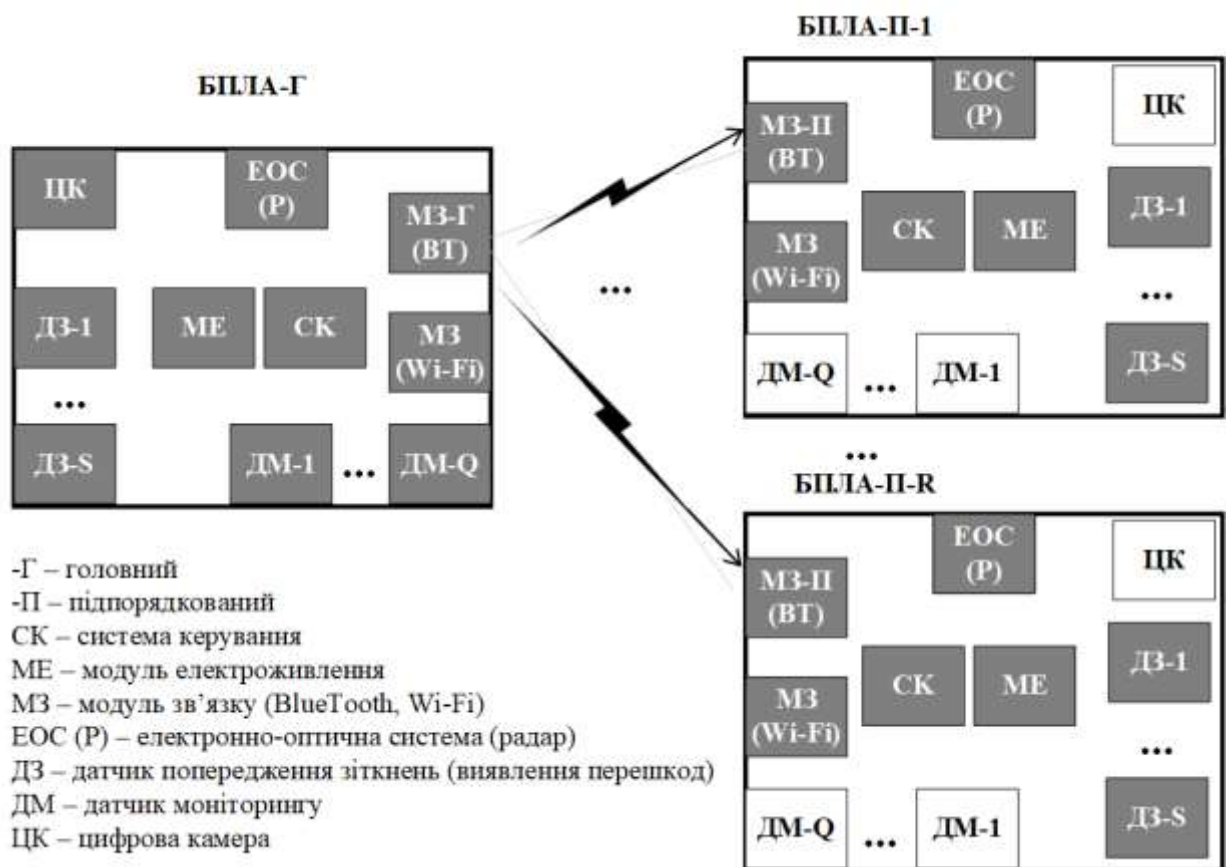 БПЛА-Г
ЦК
ЕОС
(Р)
МЗ-Г
(BT)
ДЗ-1
МЕ
СК
МЗ
(Wi-Fi)
...
ДЗ-S
ДМ-1
...
ДМ-Q
...
БПЛА-П-1
МЗ-П
(BT)
ЕОС
(Р)
ЦК
МЗ
(Wi-Fi)
СК
МЕ
ДЗ-1
...
ДМ-Q
...
ДМ-1
ДЗ-S
...
БПЛА-П-R
МЗ-П
(BT)
ЕОС
(Р)
ЦК
МЗ
(Wi-Fi)
СК
МЕ
ДЗ-1
...
ДМ-Q
...
ДМ-1
ДЗ-S
-Г – головний
-П – підпорядкований
СК – система керування
МЕ – модуль електроживлення
МЗ – модуль зв’язку (BlueTooth, Wi-Fi)
ЕОС (Р) – електронно-оптична система (радар)
ДЗ – датчик попередження зіткнень (виявлення перешкод)
ДМ – датчик моніторингу
ЦК – цифрова камера